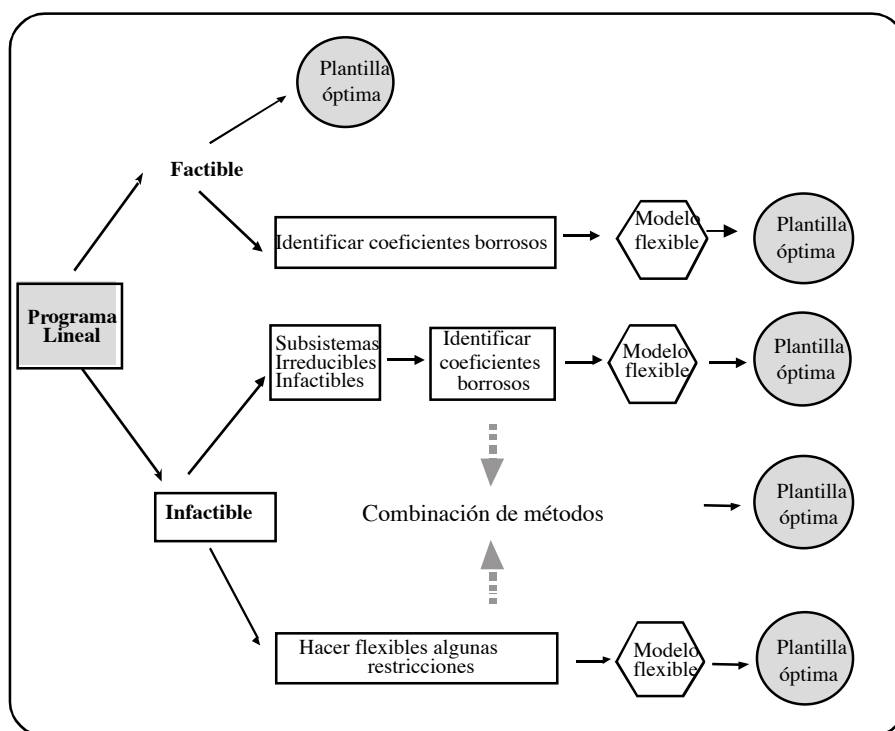 Plantilla
óptima
Factible
Identificar coeficientes borrosos
Modelo
flexible
Plantilla
óptima
Programa
Lineal
Subsistemas
Irreducibles
Infactibles
Identificar
coeficientes
borrosos
Modelo
flexible
Plantilla
óptima
Infactible
Combinación de métodos
Plantilla
óptima
Hacer flexibles algunas
restricciones
Modelo
flexible
Plantilla
óptima